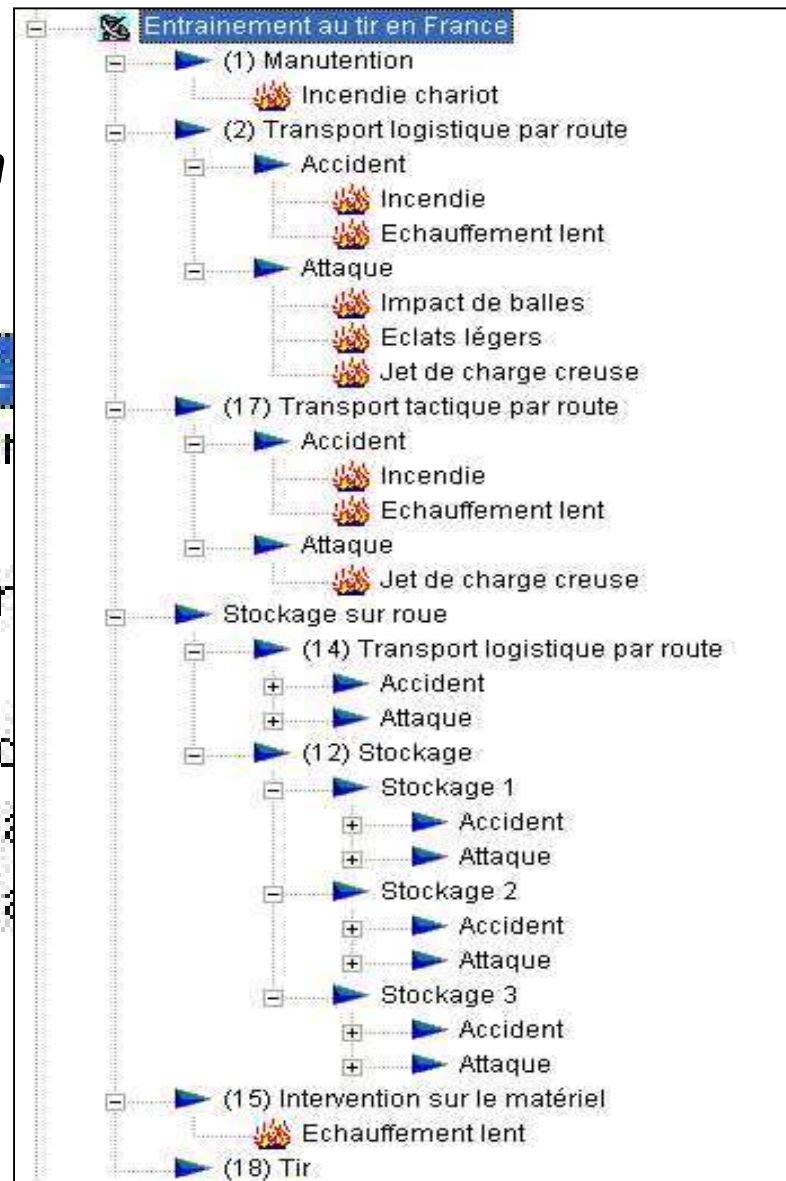 Entrainement au tir en France
(1) Manutention
Incendie chariot
(2) Transport logistique par route
Accident
Incendie
Echauffement lent
Attaque
Impact de balles
Eclats légers
Jet de charge creuse
(17) Transport tactique par route
Accident
Incendie
Echauffement lent
Attaque
Jet de charge creuse
Stockage sur roue
(14) Transport logistique par route
Accident
Attaque
(12) Stockage
Stockage 1
Accident
Attaque
Stockage 2
Accident
Attaque
Stockage 3
Accident
Attaque
(15) Intervention sur le matériel
Echauffement lent
(18) Tir